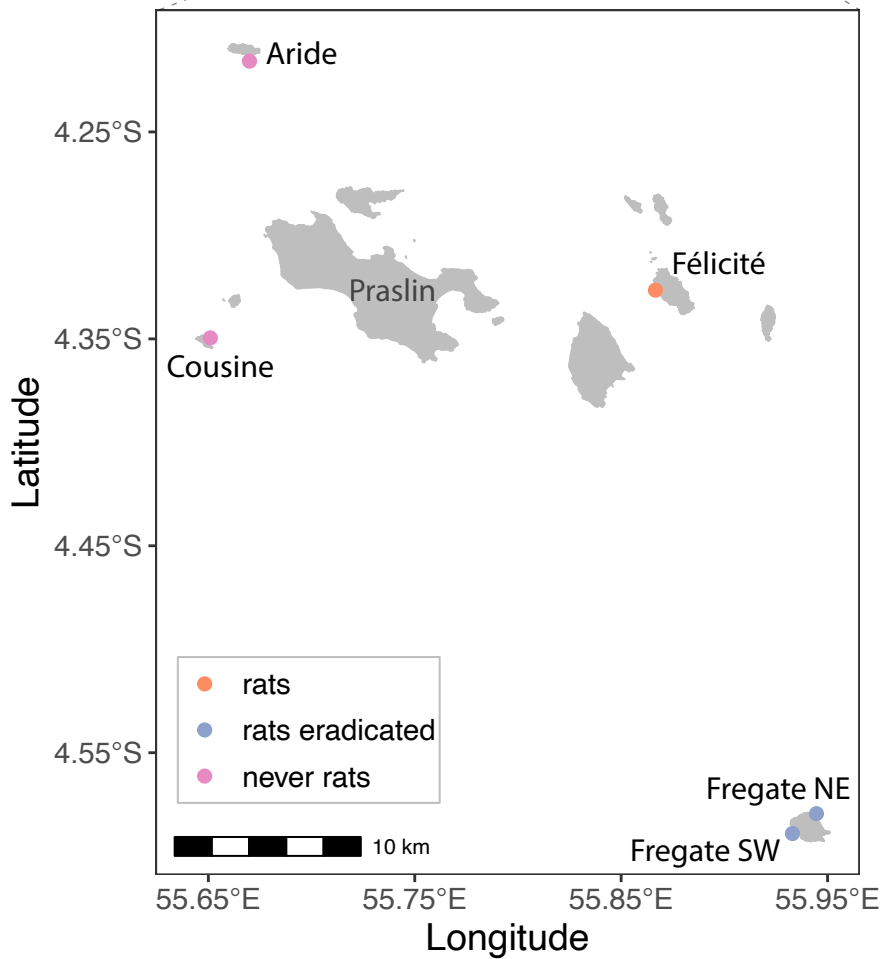 Aride
4.25°S
Félicité
Praslin
4.35°S
Cousine
Latitude
4.45°S
rats
rats eradicated
4.55°S
never rats
Fregate NE
10 km
Fregate SW
55.65°E
55.75°E
55.85°E
55.95°E
Longitude